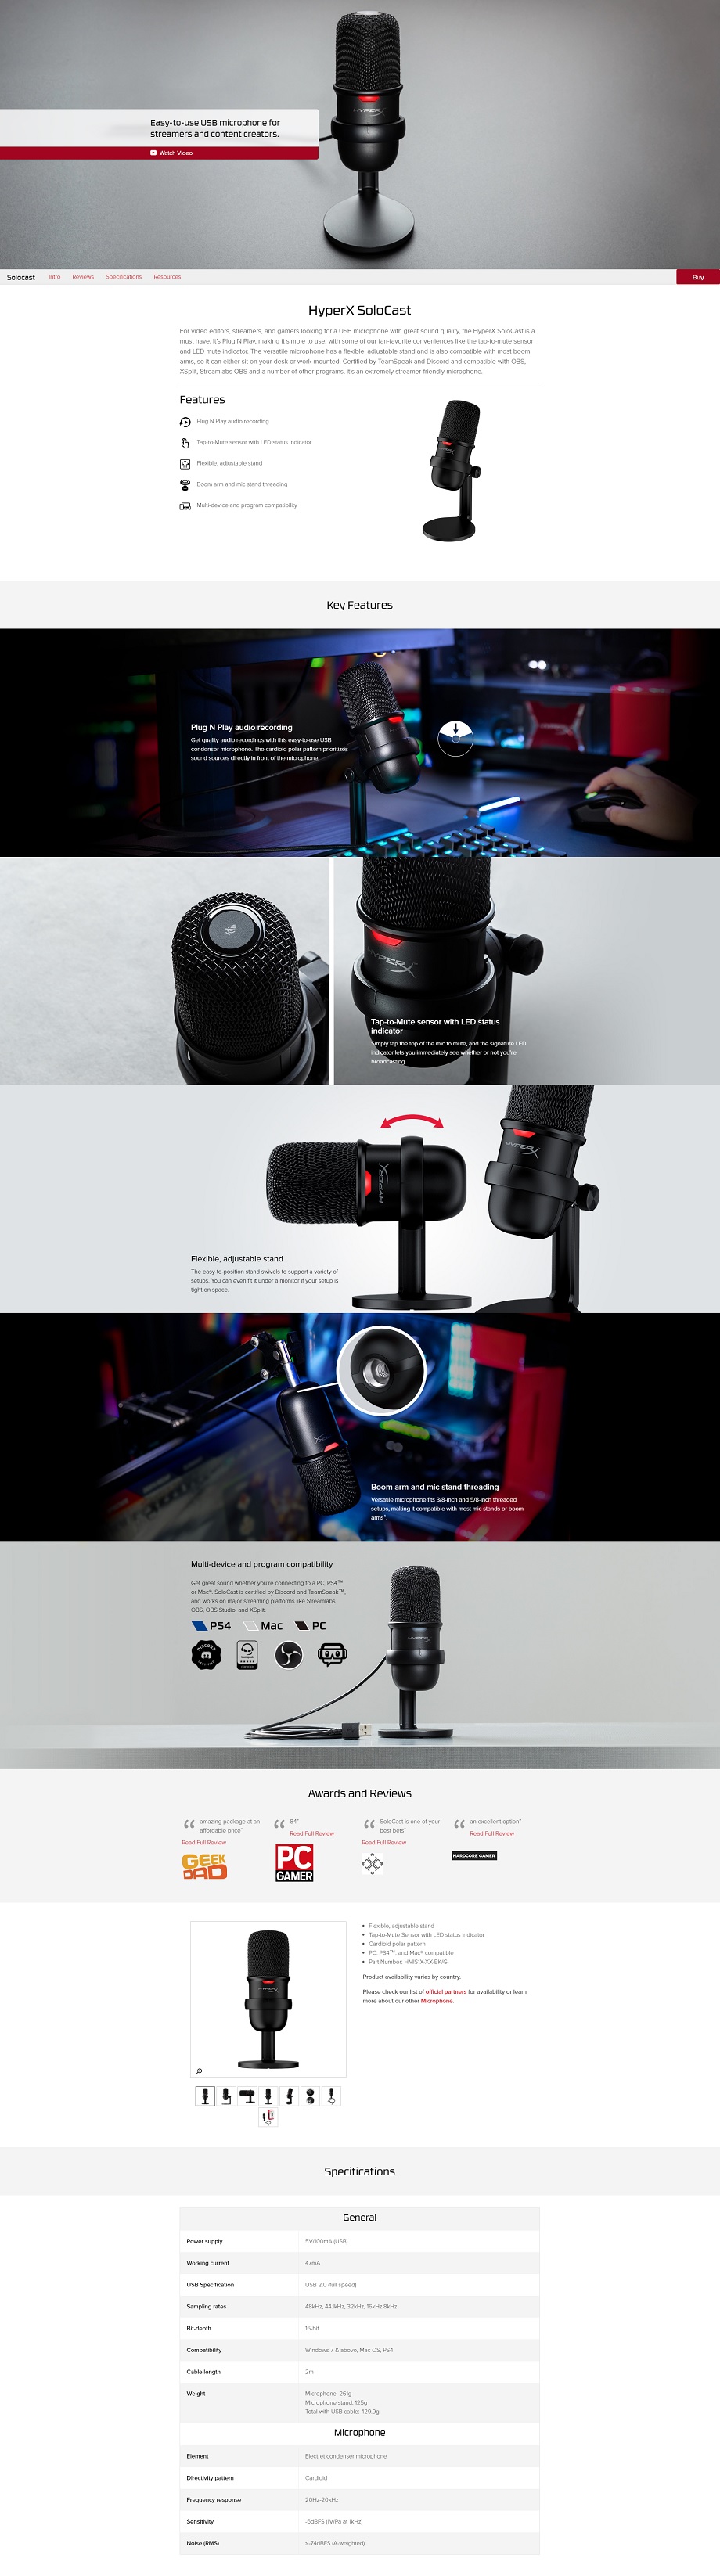 HYPERX
Easy-to-use USB microphone for
streamers and content creators.
Watch Video
Solocast
Intro
Reviews
Specifications
Resources
Buy
HyperX SoloCast
For video editors, streamers, and gamers looking for a USB microphone with great sound quality, the HyperX SoloCast is a
must have. It's Plug N Play, making it simple to use, with some of our fan-favorite conveniences like the tap-to-mute sensor
and LED mute indicator. The versatile microphone has a flexible, adjustable stand and is also compatible with most boom
arms, so it can either sit on your desk or work mounted. Certified by TeamSpeak and Discord and compatible with OBS,
XSplit, Streamlabs OBS and a number of other programs, it's an extremely streamer-friendly microphone.
Features
Plug N Play audio recording
Tap-to-Mute sensor with LED status indicator
Flexible, adjustable stand
Boom arm and mic stand threading
Multi-device and program compatibility
Key Features
Plug N Play audio recording
Get quality audio recordings with this easy-to-use USB
condenser microphone. The cardioid polar pattern prioritizes
sound sources directly in front of the microphone.
HYPERX
Tap-to-Mute sensor with LED status
indicator
Simply tap the top of the mic to mute, and the signature LED
indicator lets you immediately see whether or not you're
broadcasting.
HYPERX
HYPERX
Flexible, adjustable stand
The easy-to-position stand swivels to support a variety of
setups. You can even fit it under a monitor if your setup is
tight on space.
Boom arm and mic stand threading
Versatile microphone fits 3/8-inch and 5/8-inch threaded
setups, making it compatible with most mic stands or boom
arms".
Multi-device and program compatibility
Get great sound whether you're connecting to a PC, PS4™,
or Mac®. SoloCast is certified by Discord and TeamSpeak™,
and works on major streaming platforms like Streamlabs
OBS, OBS Studio, and XSplit.
PS4 Mac PC
DISCORD
CERTIFIED
HYPERX
Awards and Reviews
amazing package at an
affordable price"
Read Full Review
GEEK
DAD
84"
Read Full Review
PC
GAMER
SoloCast is one of your
best bets"
Read Full Review
an excellent option"
Read Full Review
HARDCORE GAMER
Flexible, adjustable stand
Tap-to-Mute Sensor with LED status indicator
Cardioid polar pattern
PC, PS4™, and Mac® compatible
Part Number: HMIS1X-XX-BK/G
Product availability varies by country.
Please check our list of official partners for availability or learn
more about our other Microphone.
Specifications
General
Power supply 5V/100mA (USB)
Working current 47mA
USB Specification USB 2.0 (full speed)
Sampling rates 48kHz, 44.1kHz, 32kHz, 16kHz,8kHz
Bit-depth 16-bit
Compatibility Windows 7 & above, Mac OS, PS4
Cable length 2m
Weight Microphone: 261g
Microphone stand: 125g
Total with USB cable: 429.9g
Microphone
Element Electret condenser microphone
Directivity pattern Cardioid
Frequency response 20Hz-20kHz
Sensitivity -6dBFS (1V/Pa at 1kHz)
Noise (RMS) ≤-74dBFS (A-weighted)